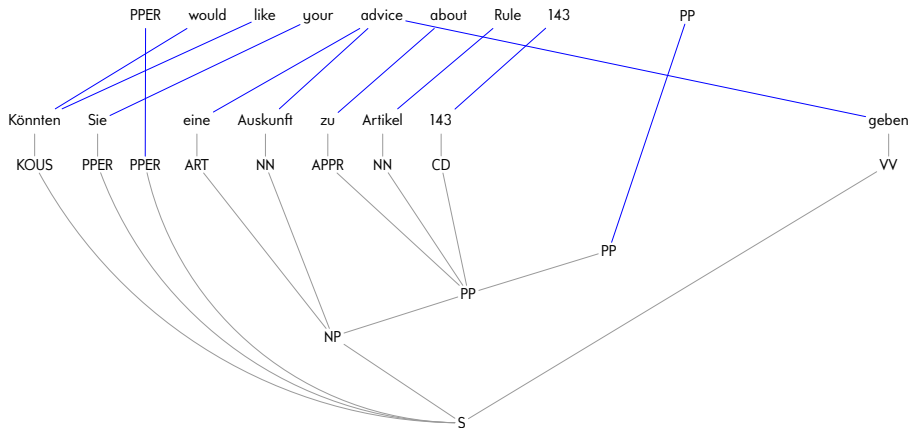 PPER would like your advice about Rule 143 PP
Könnten Sie eine Auskunft zu Artikel 143 geben
KOUS PPER PPER ART NN APPR NN CD VV
PP
PP
NP
S